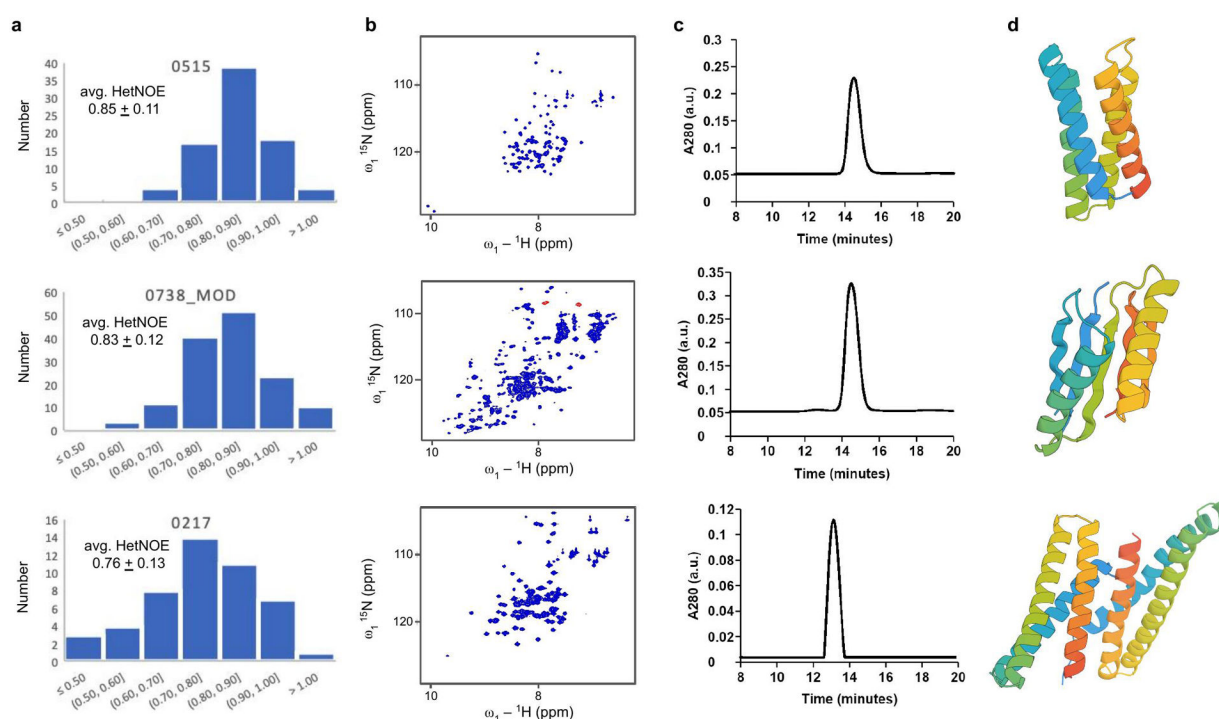 a
b
c
d
0515
avg. HetNOE
0.85 ± 0.11
Number
40
35
30
25
20
15
10
5
0
≤ 0.50
(0.50, 0.60]
(0.60, 0.70]
(0.70, 0.80]
(0.80, 0.90]
(0.90, 1.00]
> 1.00
ω₁ ¹⁵N (ppm)
110
120
10
8
ω₁ – ¹H (ppm)
A280 (a.u.)
0.3
0.25
0.2
0.15
0.1
0.05
0
8 10 12 14 16 18 20
Time (minutes)
0738_MOD
avg. HetNOE
0.83 ± 0.12
Number
60
50
40
30
20
10
0
≤ 0.50
(0.50, 0.60]
(0.60, 0.70]
(0.70, 0.80]
(0.80, 0.90]
(0.90, 1.00]
> 1.00
ω₁ ¹⁵N (ppm)
110
120
10
8
ω₁ – ¹H (ppm)
A280 (a.u.)
0.35
0.3
0.25
0.2
0.15
0.1
0.05
0
8 10 12 14 16 18 20
Time (minutes)
0217
avg. HetNOE
0.76 ± 0.13
Number
16
14
12
10
8
6
4
2
0
≤ 0.50
(0.50, 0.60]
(0.60, 0.70]
(0.70, 0.80]
(0.80, 0.90]
(0.90, 1.00]
> 1.00
ω₁ ¹⁵N (ppm)
110
120
10
8
ω₁ – ¹H (ppm)
A280 (a.u.)
0.12
0.1
0.08
0.06
0.04
0.02
0
8 10 12 14 16 18 20
Time (minutes)